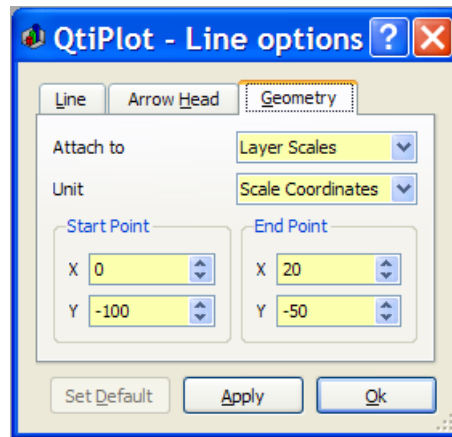 QtiPlot - Line options ?
Line Arrow Head Geometry
Attach to Layer Scales
Unit Scale Coordinates
Start Point End Point
X 0 X 20
Y -100 Y -50
Set Default Apply Ok